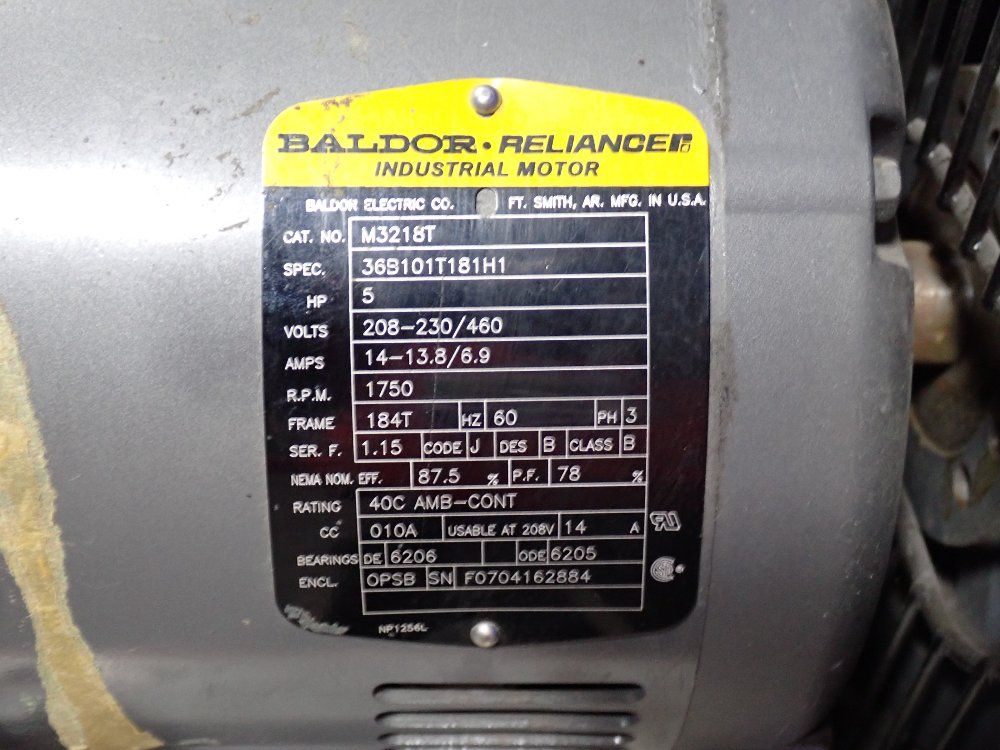 BALDOR • RELIANCE
INDUSTRIAL MOTOR
BALDOR ELECTRIC CO. FT. SMITH, AR. MFG. IN U.S.A.
CAT. NO. M3218T
SPEC. 36B101T181H1
HP 5
VOLTS 208-230/460
AMPS 14-13.8/6.9
R.P.M. 1750
FRAME 184T HZ 60 PH 3
SER. F. 1.15 CODE J DES B CLASS B
NEMA NOM. EFF. 87.5 % P.F. 78 %
RATING 40C AMB-CONT
CC 010A USABLE AT 208V 14 A
BEARINGS DE 6206 ODE 6205
ENCL. OPSB SN F0704162884
NP1256L